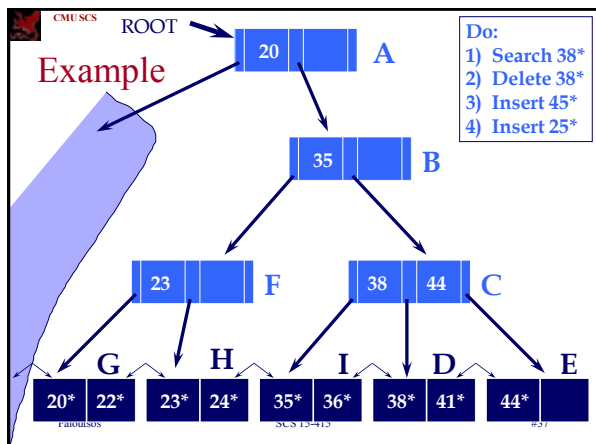 CMU SCS
ROOT
Example
20
A
Do:
1) Search 38*
2) Delete 38*
3) Insert 45*
4) Insert 25*
35
B
23
F
38 44
C
G
H
I
D
E
20* 22*
23* 24*
35* 36*
38* 41*
44*
Faloutsos
SCS 15-415
#37